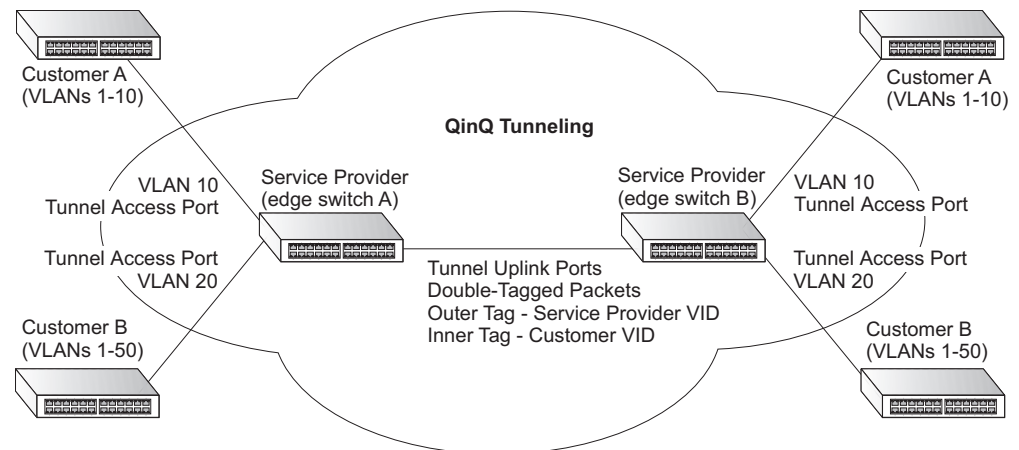 Customer A
(VLANs 1-10)
Customer A
(VLANs 1-10)
QinQ Tunneling
VLAN 10
Tunnel Access Port
Service Provider
(edge switch A)
Service Provider
(edge switch B)
VLAN 10
Tunnel Access Port
Tunnel Access Port
VLAN 20
Tunnel Uplink Ports
Double-Tagged Packets
Outer Tag - Service Provider VID
Inner Tag - Customer VID
Tunnel Access Port
VLAN 20
Customer B
(VLANs 1-50)
Customer B
(VLANs 1-50)